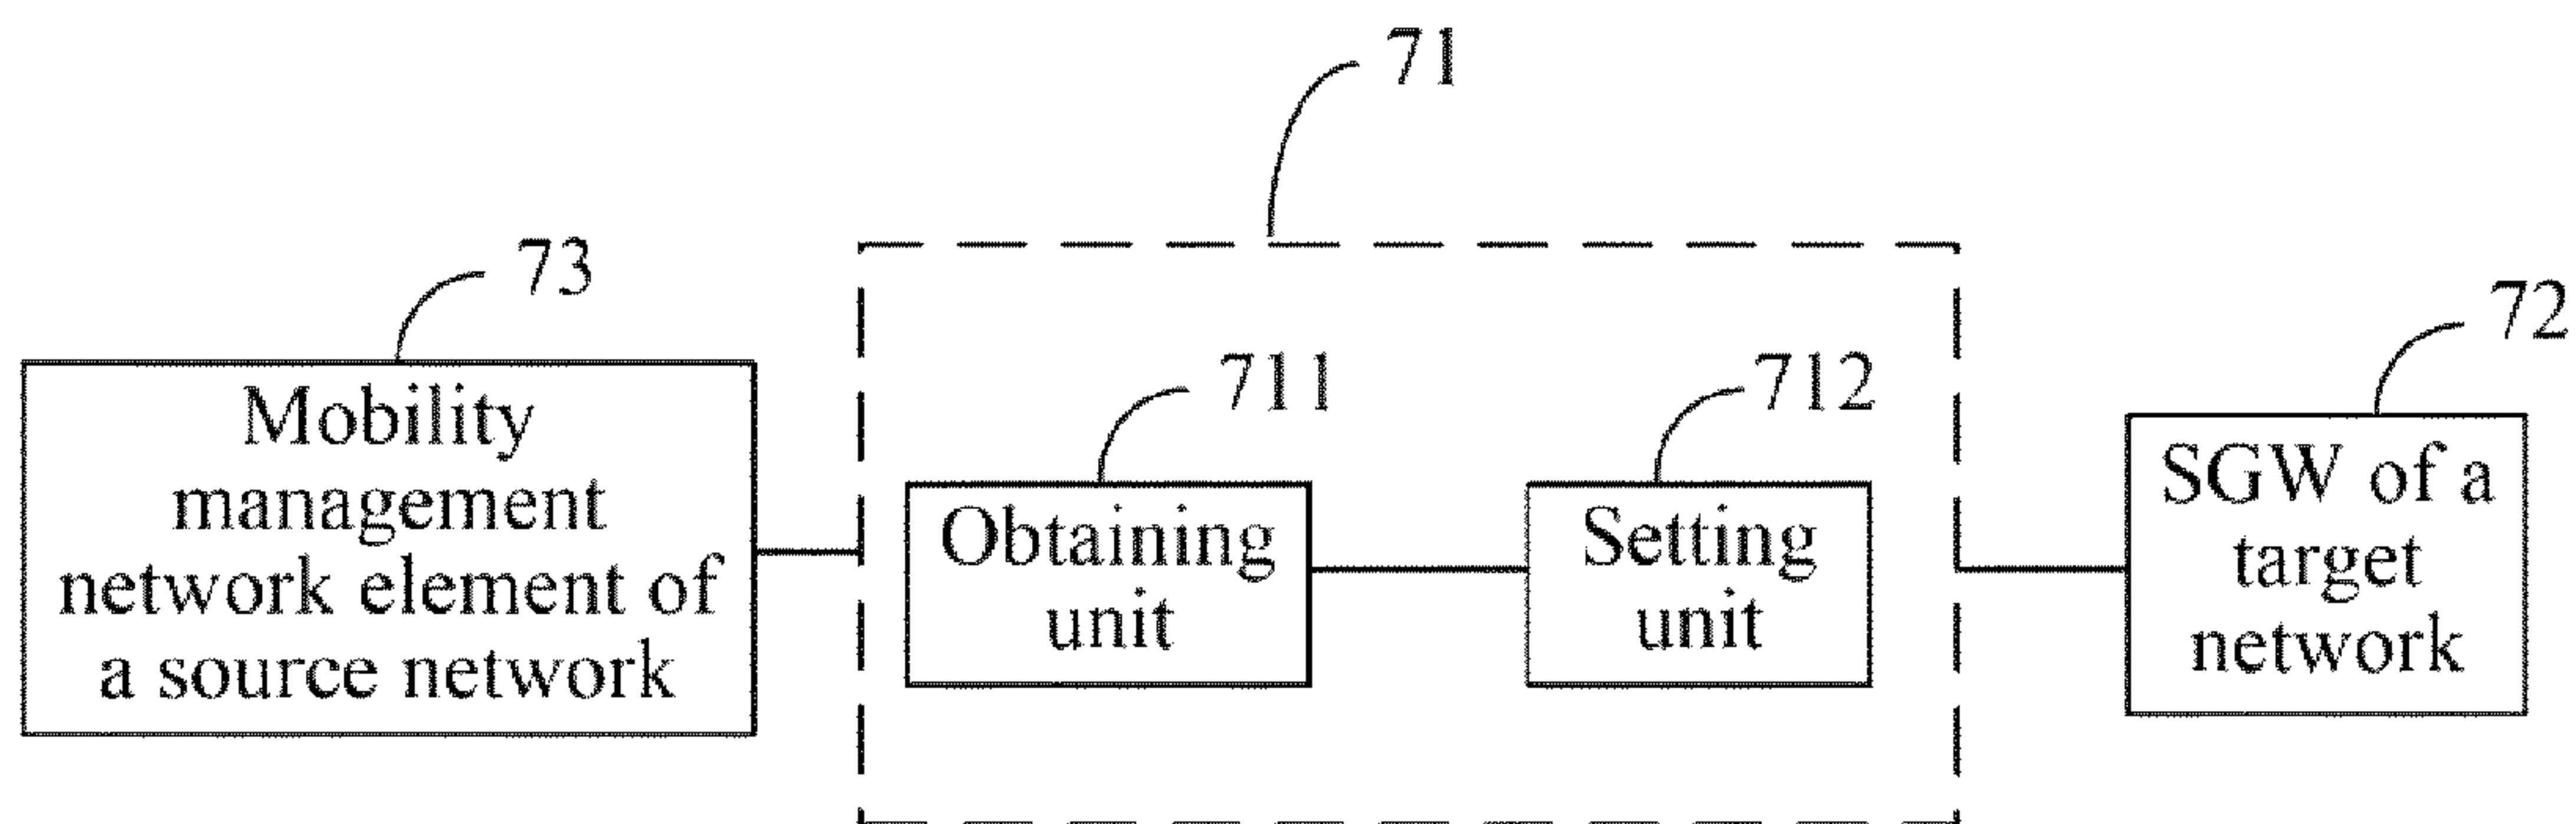 71
73
Mobility
management
network element of
a source network
711
Obtaining
unit
712
Setting
unit
72
SGW of a
target
network